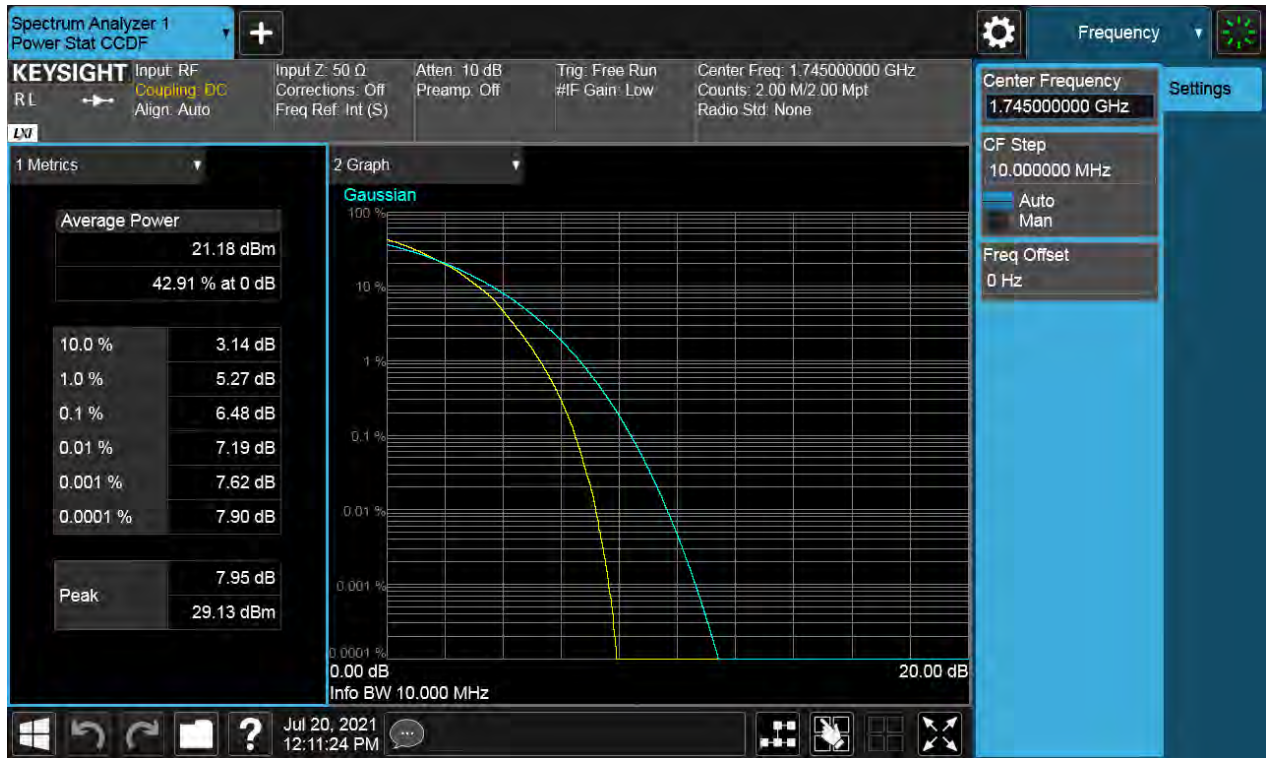 Spectrum Analyzer 1
Power Stat CCDF
+
Frequency
KEYSIGHT
RL
LXI
Input: RF
Coupling: DC
Align: Auto
Input Z: 50 Ω
Corrections: Off
Freq Ref: Int (S)
Atten: 10 dB
Preamp: Off
Trig: Free Run
#IF Gain: Low
Center Freq: 1.745000000 GHz
Counts: 2.00 M/2.00 Mpt
Radio Std: None
Center Frequency
1.745000000 GHz
Settings
CF Step
10.000000 MHz
Auto
Man
Freq Offset
0 Hz
1 Metrics
Average Power
21.18 dBm
42.91 % at 0 dB
10.0 % 3.14 dB
1.0 % 5.27 dB
0.1 % 6.48 dB
0.01 % 7.19 dB
0.001 % 7.62 dB
0.0001 % 7.90 dB
Peak 7.95 dB
29.13 dBm
2 Graph
Gaussian
100 %
10 %
1 %
0.1 %
0.01 %
0.001 %
0.0001 %
0.00 dB 20.00 dB
Info BW 10.000 MHz
?
Jul 20, 2021
12:11:24 PM